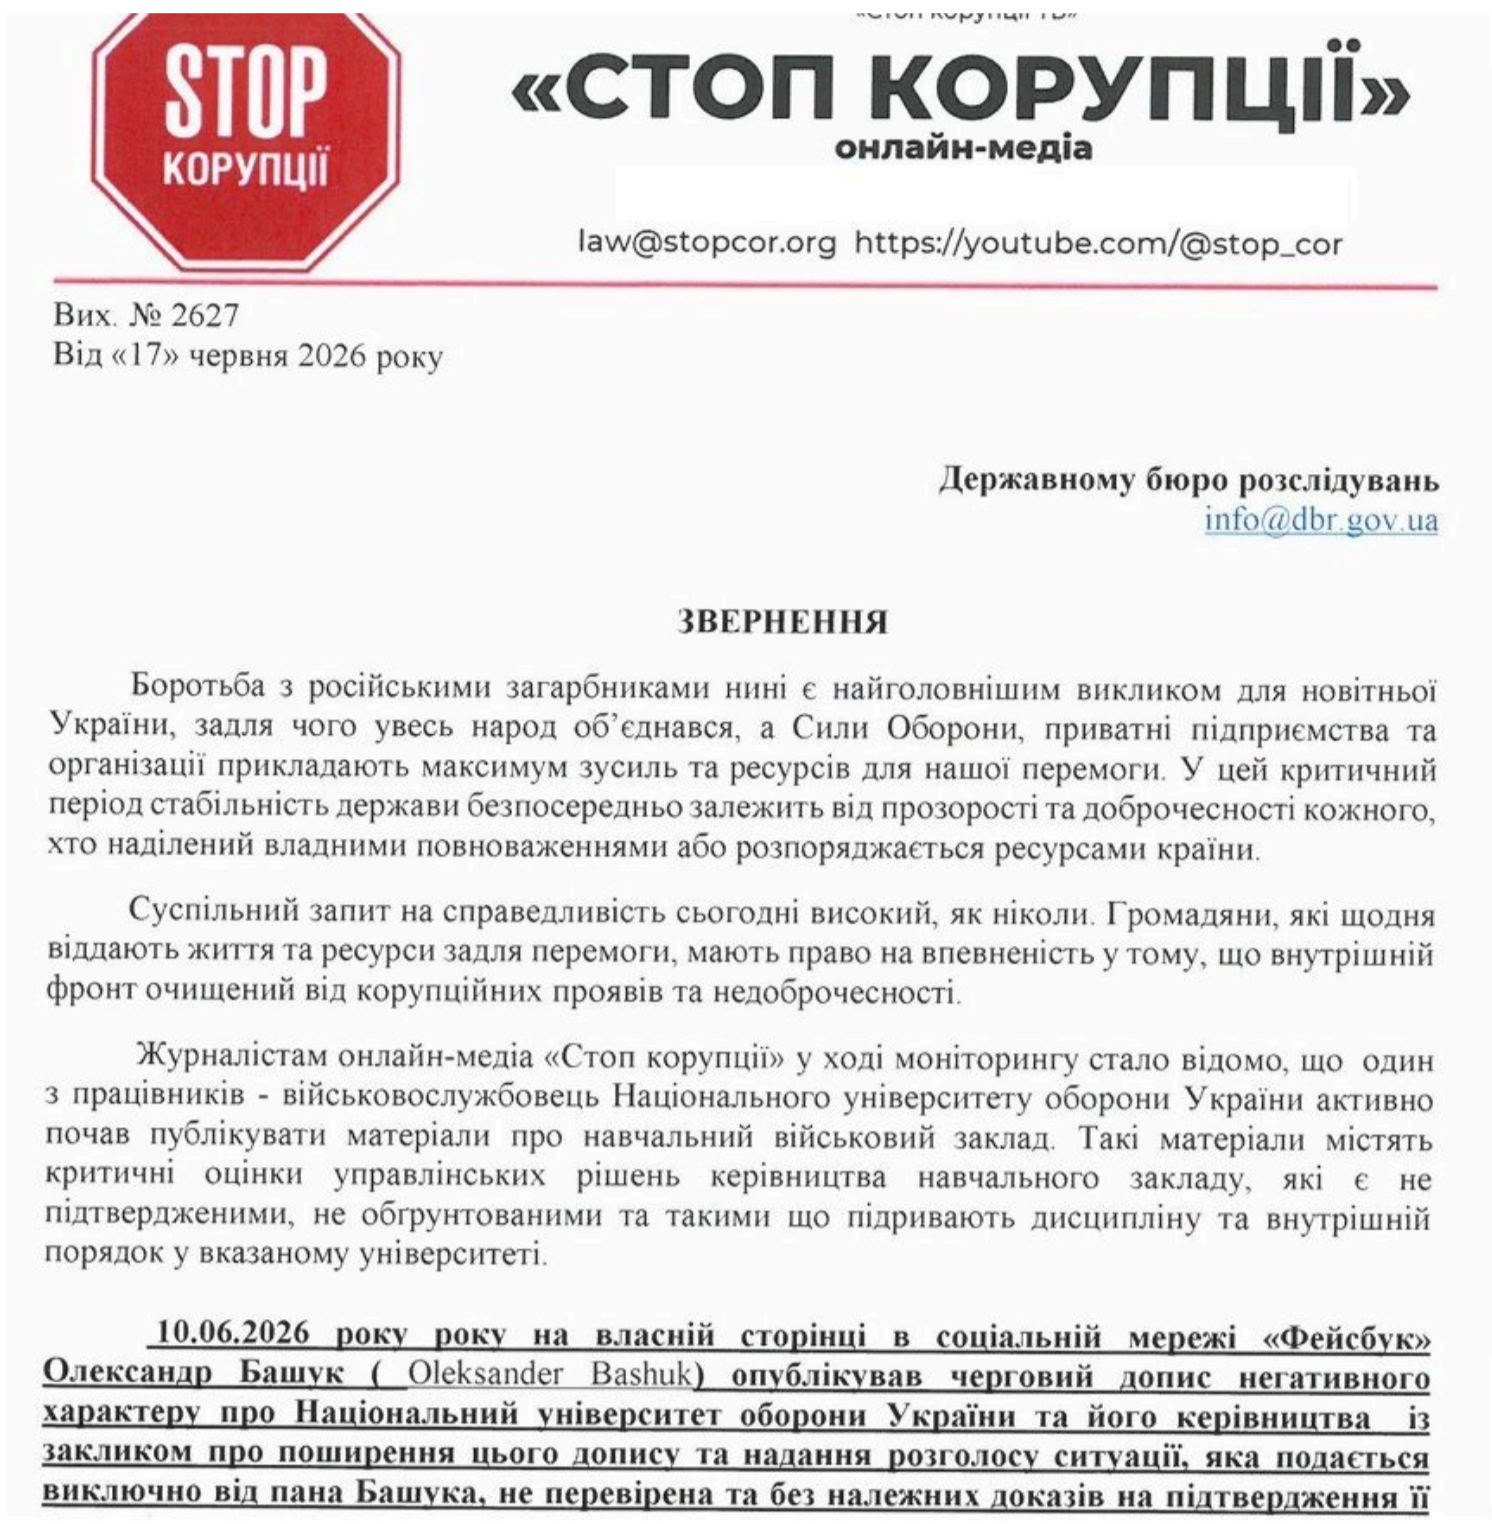 STOP
КОРУПЦІЇ
«СТОП КОРУПЦІЇ»
онлайн-медіа
law@stopcor.org https://youtube.com/@stop_cor
Вих. № 2627
Від «17» червня 2026 року
Державному бюро розслідувань
info@dbr.gov.ua
ЗВЕРНЕННЯ
Боротьба з російськими загарбниками нині є найголовнішим викликом для новітньої
України, задля чого увесь народ об’єднався, а Сили Оборони, приватні підприємства та
організації прикладають максимум зусиль та ресурсів для нашої перемоги. У цей критичний
період стабільність держави безпосередньо залежить від прозорості та доброчесності кожного,
хто наділений владними повноваженнями або розпоряджається ресурсами країни.
Суспільний запит на справедливість сьогодні високий, як ніколи. Громадяни, які щодня
віддають життя та ресурси задля перемоги, мають право на впевненість у тому, що внутрішній
фронт очищений від корупційних проявів та недоброчесності.
Журналістам онлайн-медіа «Стоп корупції» у ході моніторингу стало відомо, що один
з працівників - військовослужбовець Національного університету оборони України активно
почав публікувати матеріали про навчальний військовий заклад. Такі матеріали містять
критичні оцінки управлінських рішень керівництва навчального закладу, які є не
підтвердженими, не обґрунтованими та такими що підривають дисципліну та внутрішній
порядок у вказаному університеті.
10.06.2026 року року на власній сторінці в соціальній мережі «Фейсбук»
Олександр Башук ( Oleksander Bashuk) опублікував черговий допис негативного
характеру про Національний університет оборони України та його керівництва із
закликом про поширення цього допису та надання розголосу ситуації, яка подається
виключно від пана Башука, не перевірена та без належних доказів на підтвердження її